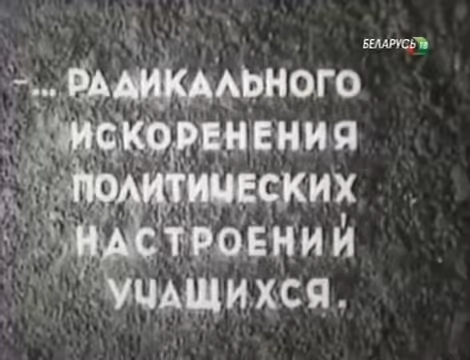 БЕЛАРУСЬ ТВ
–... РАДИКАЛЬНОГО
ИСКОРЕНЕНИЯ
ПОЛИТИЧЕСКИХ
НАСТРОЕНИЙ
УЧАЩИХСЯ.